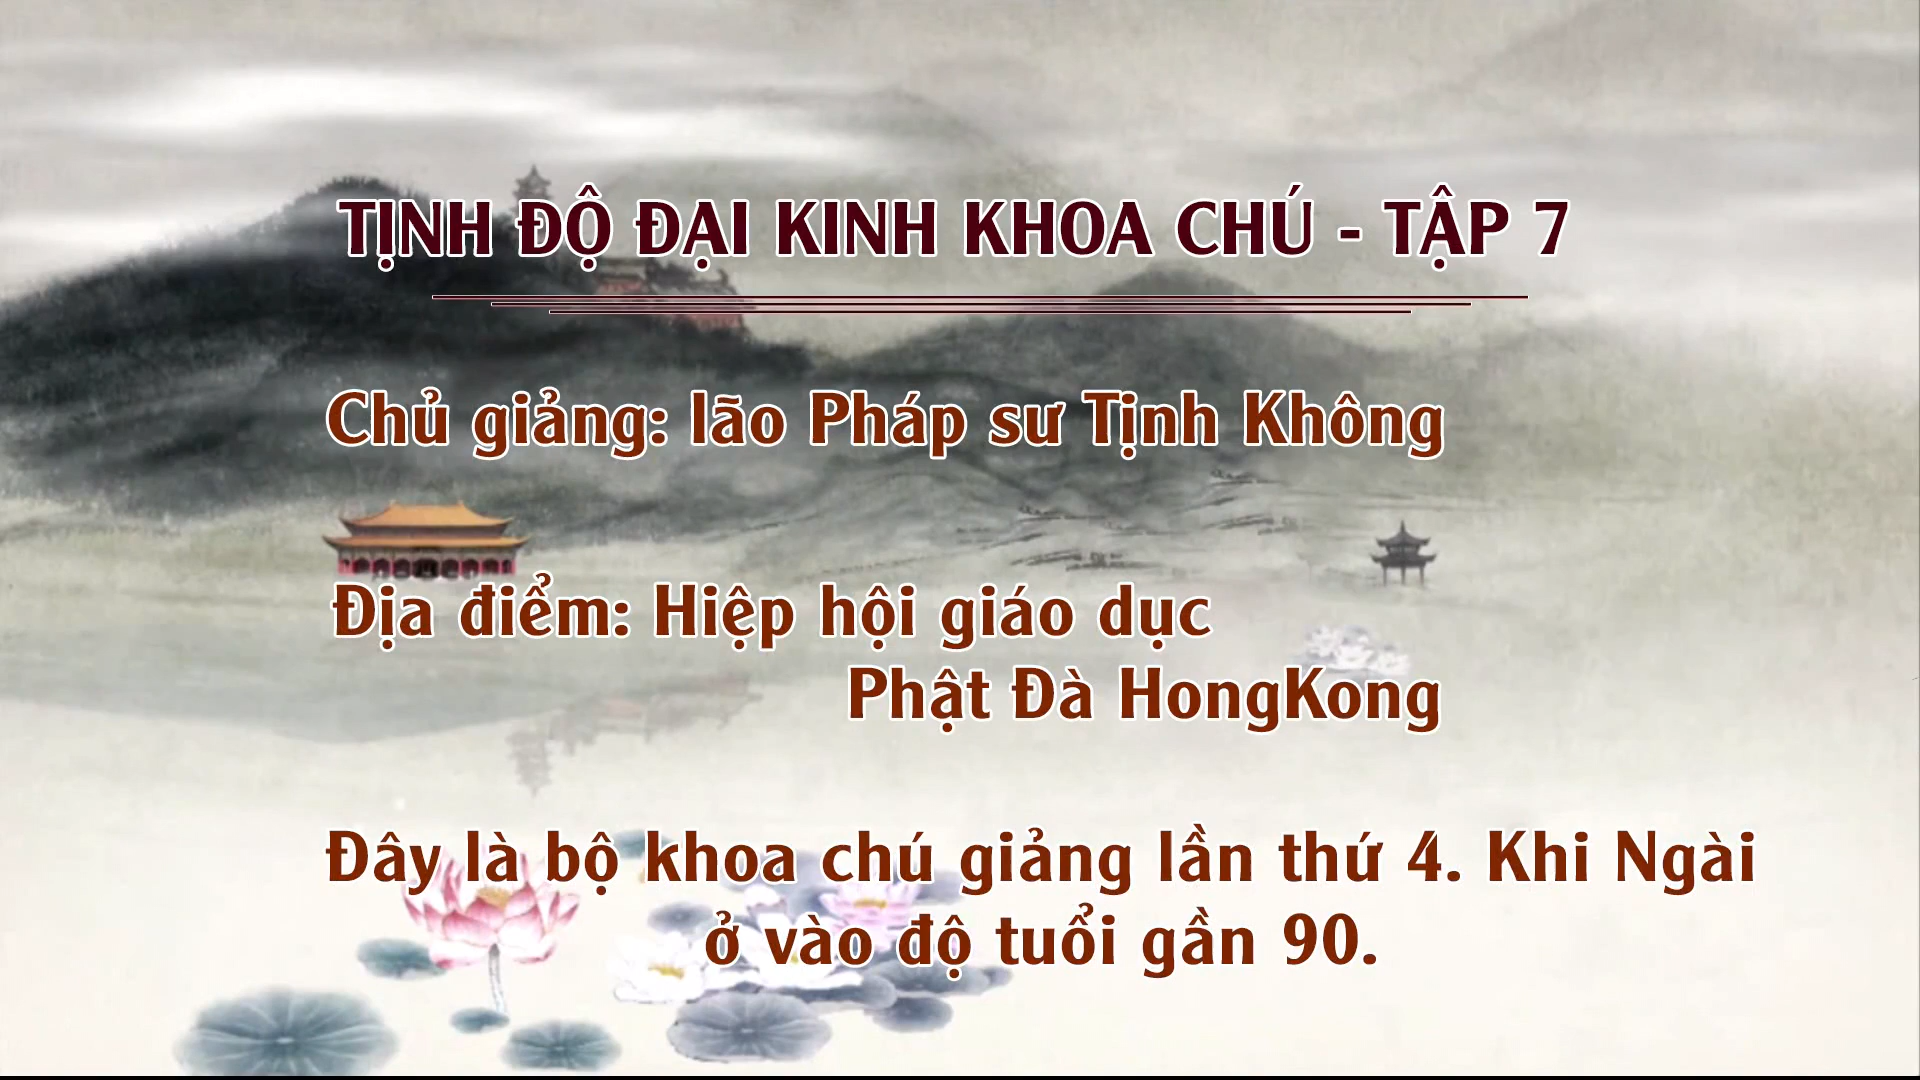 TỊNH ĐỘ ĐẠI KINH KHOA CHÚ - TẬP 7
Chủ giảng: lão Pháp sư Tịnh Không
Địa điểm: Hiệp hội giáo dục
Phật Đà HongKong
Đây là bộ khoa chú giảng lần thứ 4. Khi Ngài
ở vào độ tuổi gần 90.